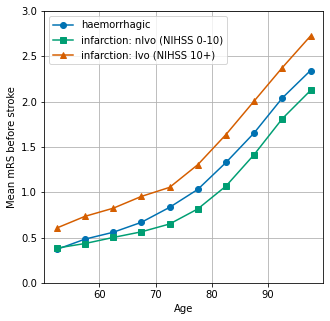 haemorrhagic
infarction: nlvo (NIHSS 0-10)
infarction: lvo (NIHSS 10+)
3.0
2.5
2.0
1.5
1.0
0.5
0.0
Mean mRS before stroke
60
70
80
90
Age